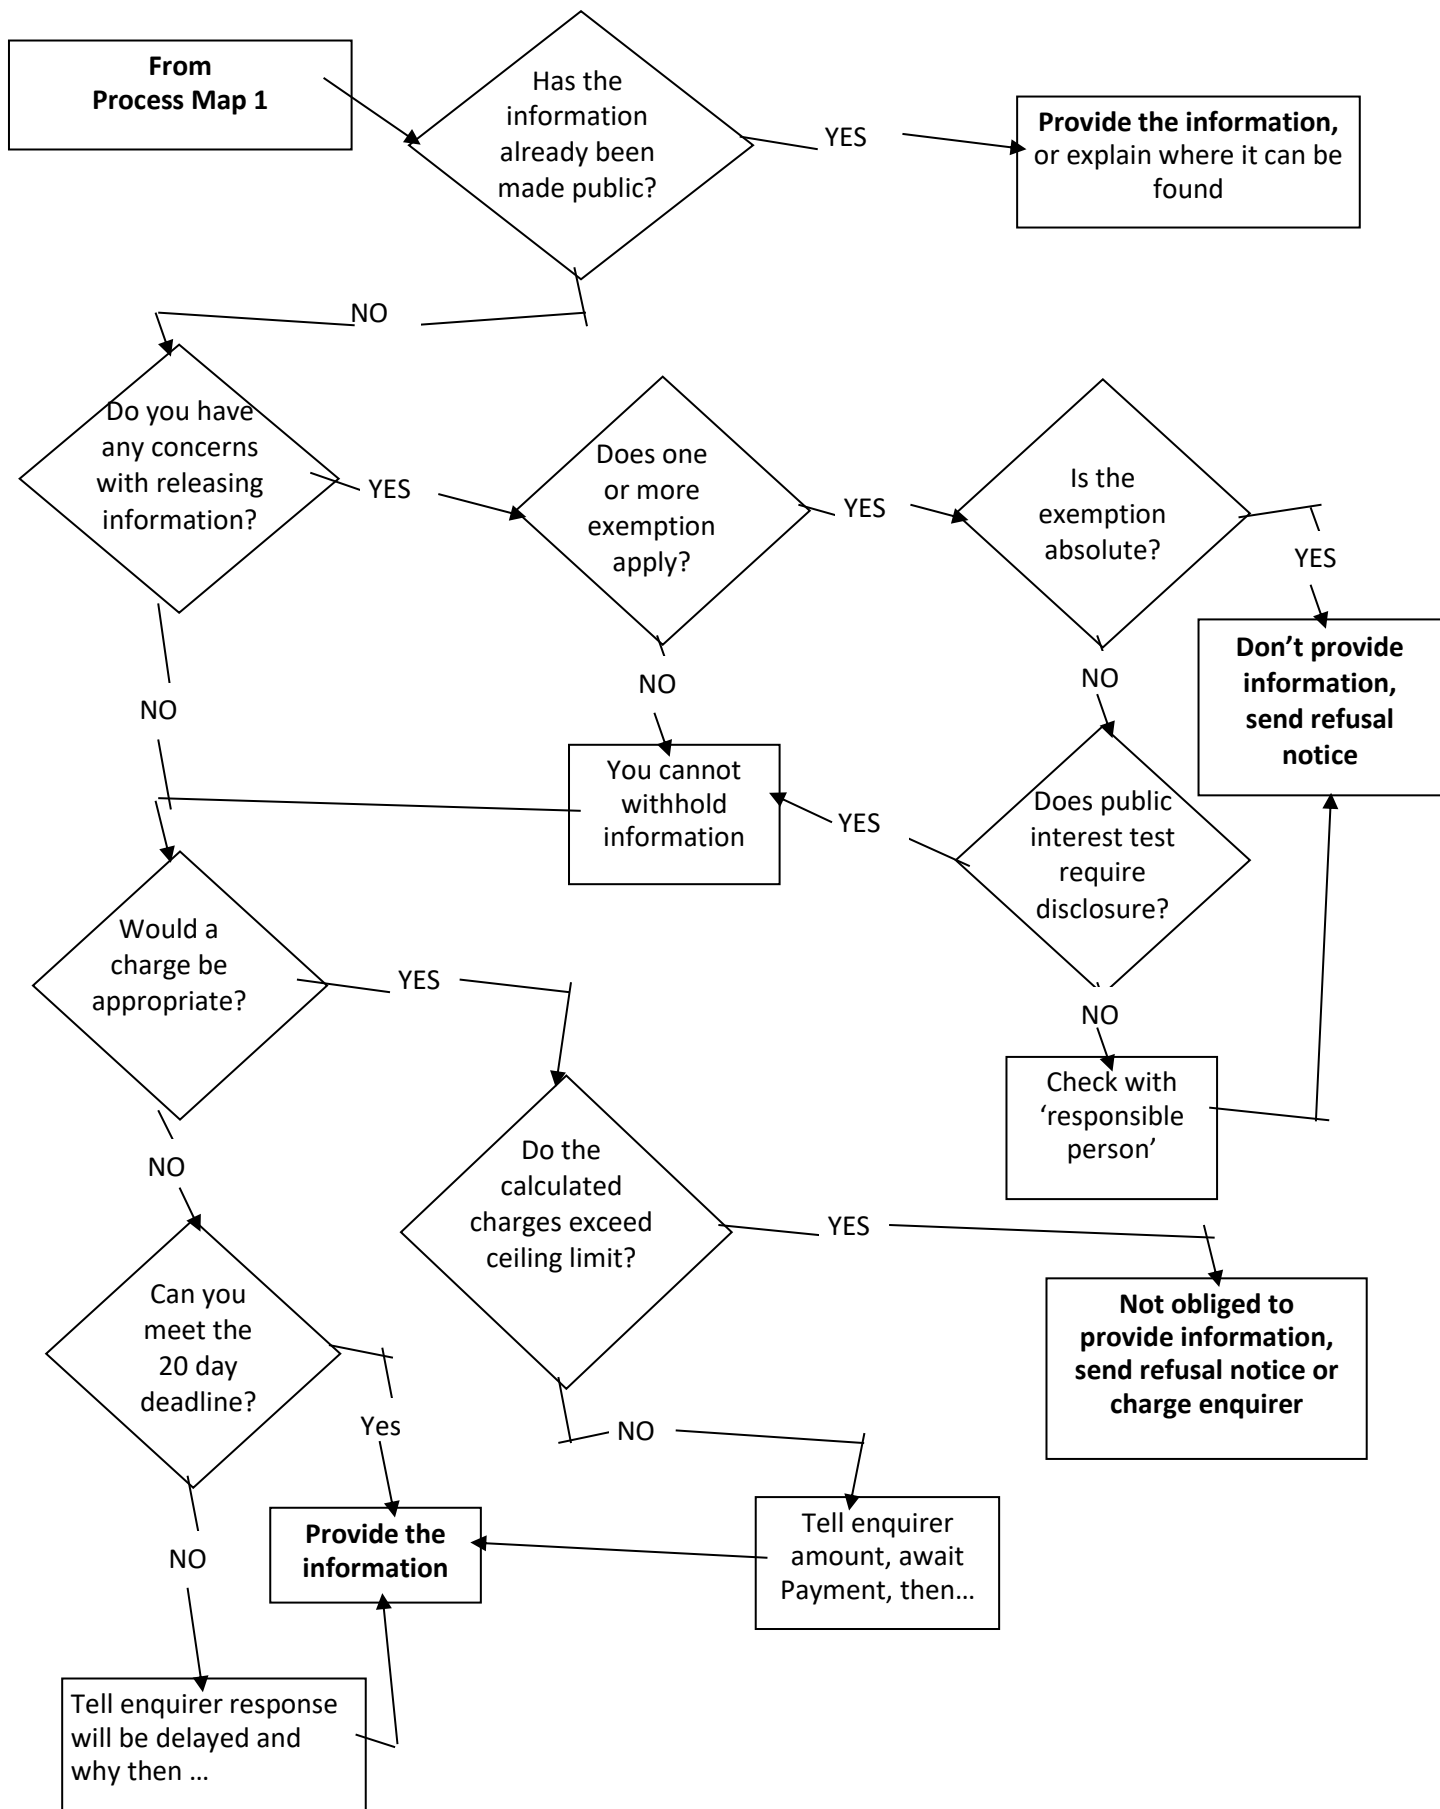 From
Process Map 1
Has the
information
already been
made public?
YES
Provide the information,
or explain where it can be
found
NO
Do you have
any concerns
with releasing
information?
YES
Does one
or more
exemption
apply?
YES
Is the
exemption
absolute?
YES
Don’t provide
information,
send refusal
notice
NO
NO
NO
You cannot
withhold
information
YES
Does public
interest test
require
disclosure?
Would a
charge be
appropriate?
YES
NO
Check with
‘responsible
person’
NO
Do the
calculated
charges exceed
ceiling limit?
YES
Not obliged to
provide information,
send refusal notice or
charge enquirer
Can you
meet the
20 day
deadline?
Yes
NO
Tell enquirer
amount, await
Payment, then…
Provide the
information
NO
Tell enquirer response
will be delayed and
why then ...